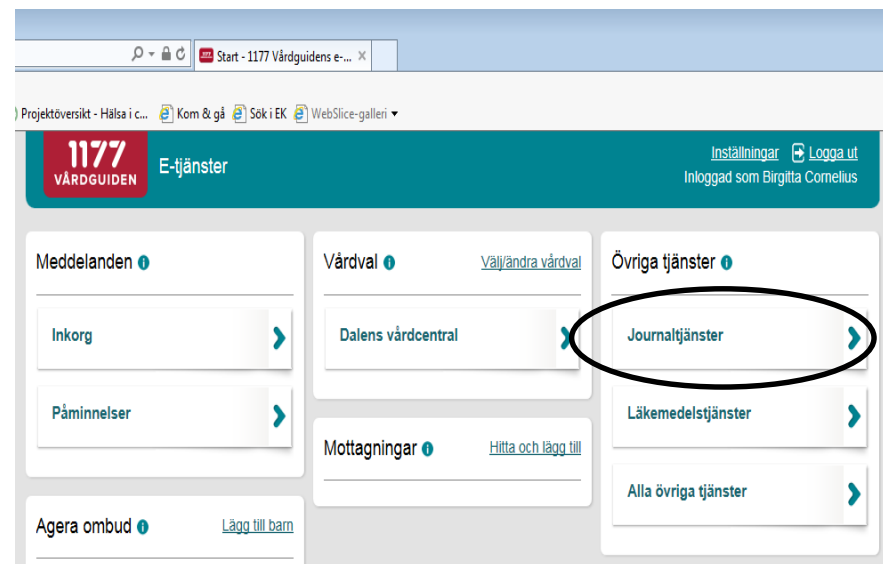 Start - 1177 Vårdguidens e-...
Projektöversikt - Hälsa i c... Kom & gå Sök i EK WebSlice-galleri
1177
VÅRDGUIDEN
E-tjänster
Inställningar Logga ut
Inloggad som Birgitta Cornelius
Meddelanden
Inkorg
Påminnelser
Agera ombud Lägg till barn
Vårdval Välj/ändra vårdval
Dalens vårdcentral
Mottagningar Hitta och lägg till
Övriga tjänster
Journaltjänster
Läkemedelstjänster
Alla övriga tjänster